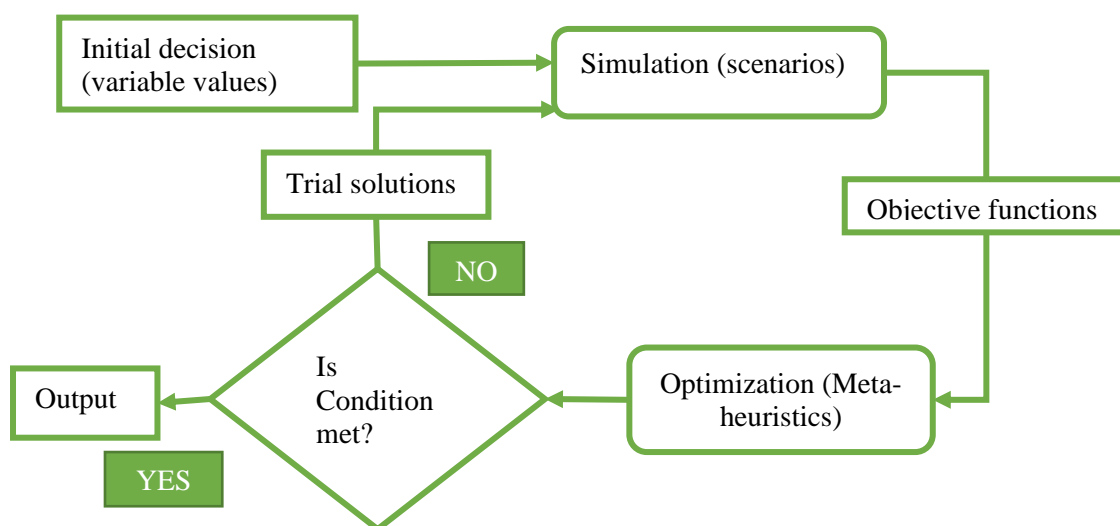 Initial decision
(variable values)
Simulation (scenarios)
Trial solutions
Objective functions
NO
Is
Condition
met?
Optimization (Meta-
heuristics)
Output
YES